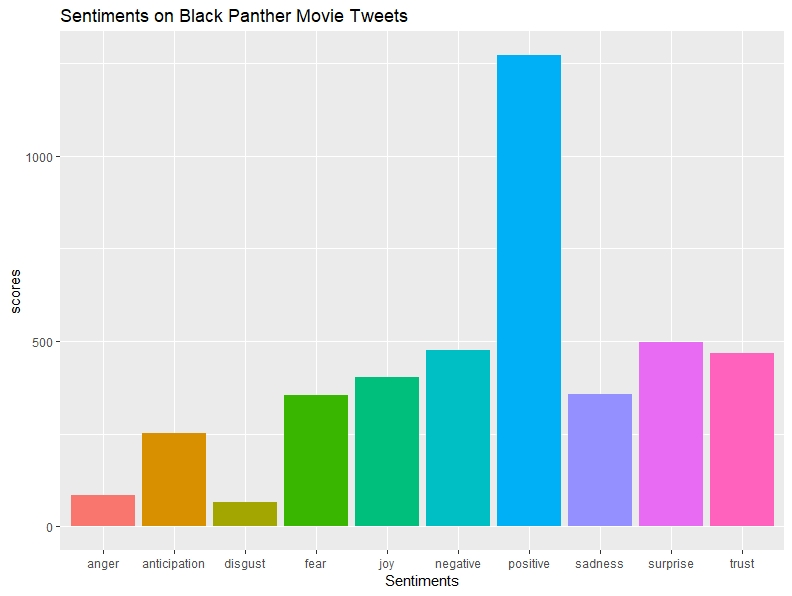 Sentiments on Black Panther Movie Tweets
scores
1000
500
0
anger anticipation disgust fear joy negative positive sadness surprise trust
Sentiments